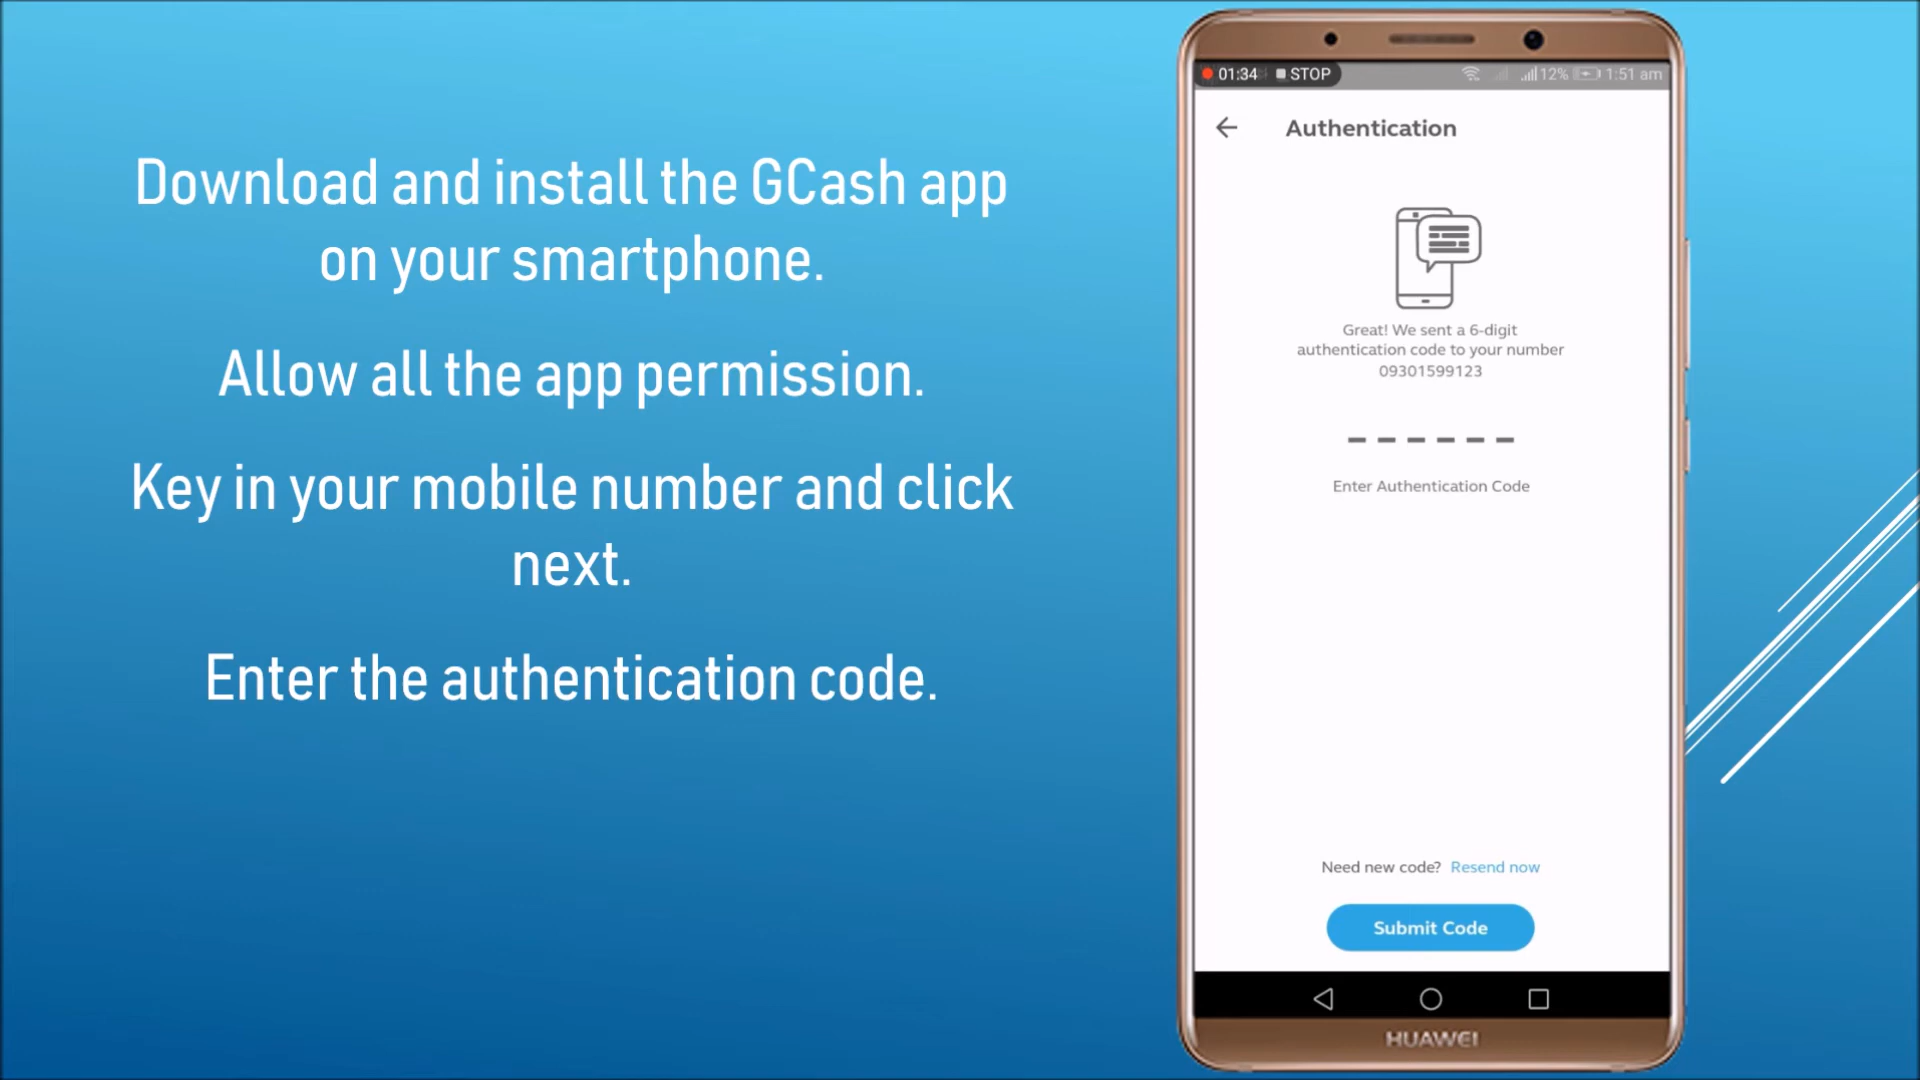 Download and install the GCash app
on your smartphone.
Allow all the app permission.
Key in your mobile number and click
next.
Enter the authentication code.
01:34 STOP 12% 1:51 am
Authentication
Great! We sent a 6-digit
authentication code to your number
09301599123
Enter Authentication Code
Need new code? Resend now
Submit Code
HUAWEI